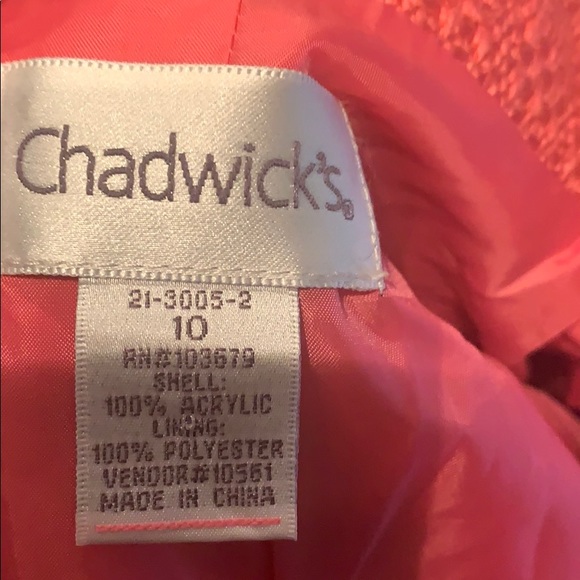 Chadwick's®
21-3005-2
10
RN#103679
SHELL:
100% ACRYLIC
LINING:
100% POLYESTER
VENDOR#10561
MADE IN CHINA